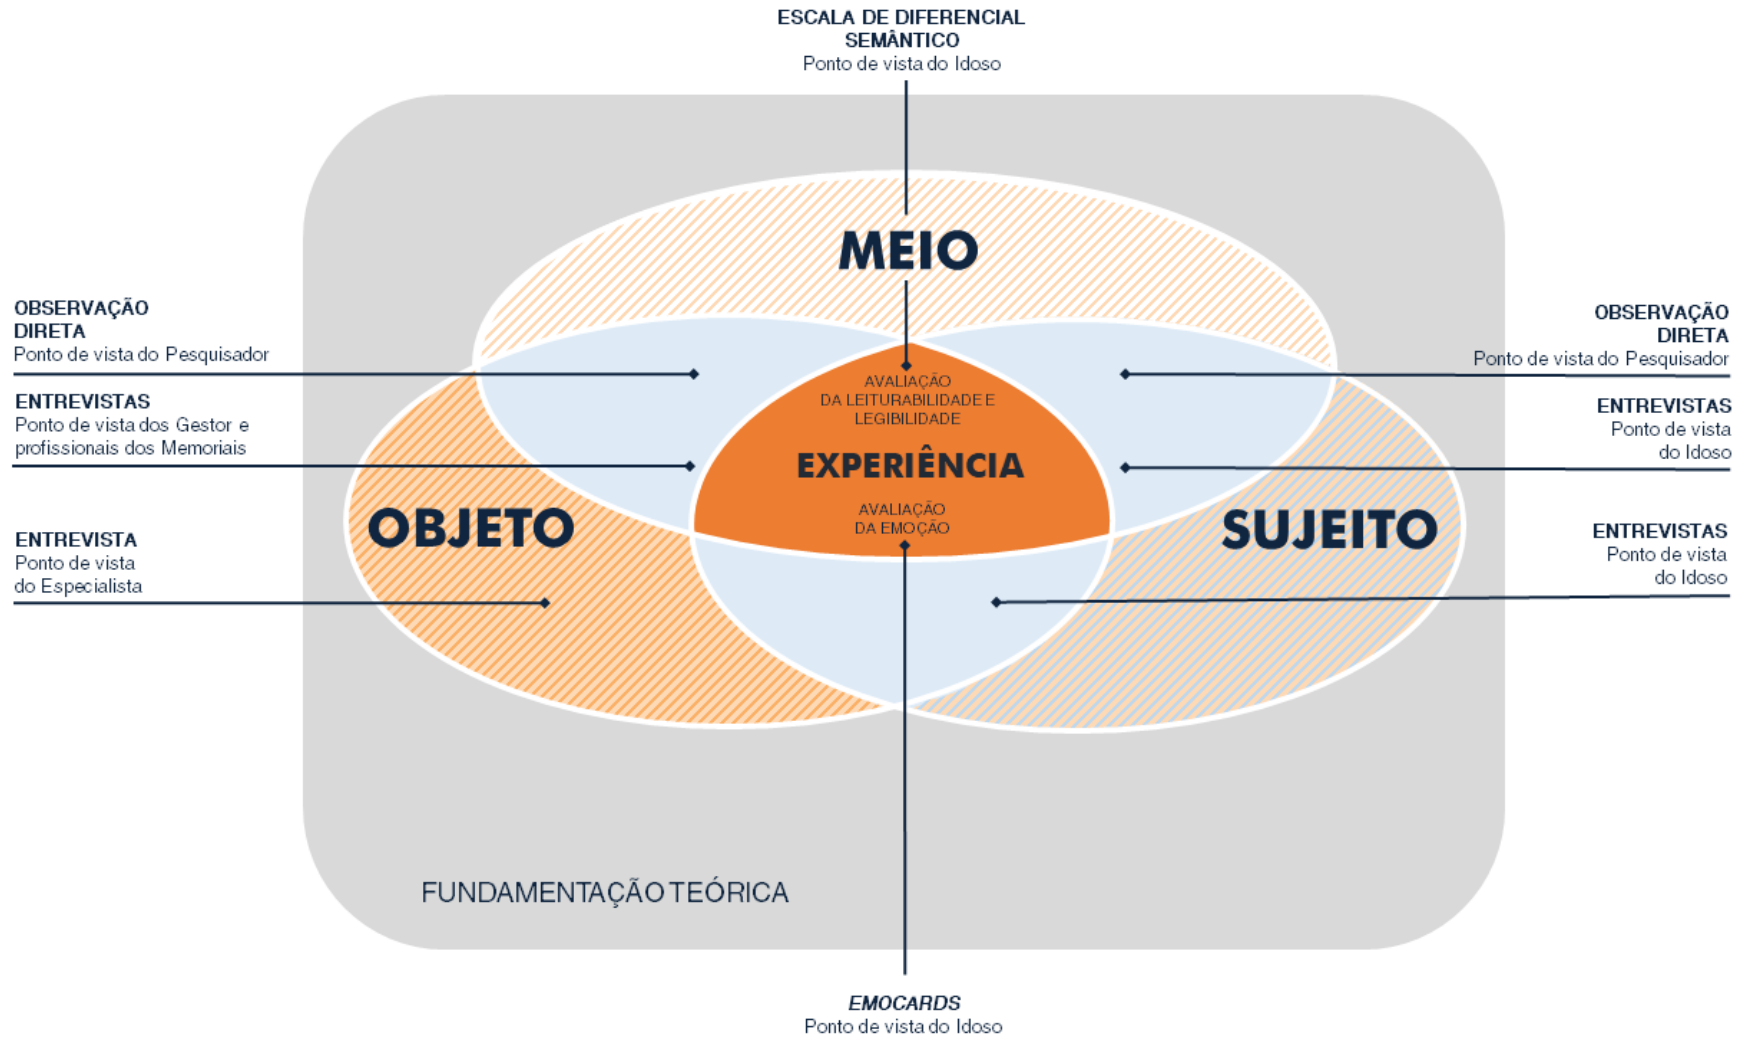 ESCALA DE DIFERENCIAL
SEMÂNTICO
Ponto de vista do Idoso
MEIO
OBSERVAÇÃO
DIRETA
Ponto de vista do Pesquisador
ENTREVISTAS
Ponto de vista dos Gestor e
profissionais dos Memoriais
ENTREVISTA
Ponto de vista
do Especialista
OBJETO
AVALIAÇÃO
DA LEITURABILIDADE E
LEGIBILIDADE
EXPERIÊNCIA
AVALIAÇÃO
DA EMOÇÃO
SUJEITO
OBSERVAÇÃO
DIRETA
Ponto de vista do Pesquisador
ENTREVISTAS
Ponto de vista
do Idoso
ENTREVISTAS
Ponto de vista
do Idoso
FUNDAMENTAÇÃO TEÓRICA
EMOCARDS
Ponto de vista do Idoso